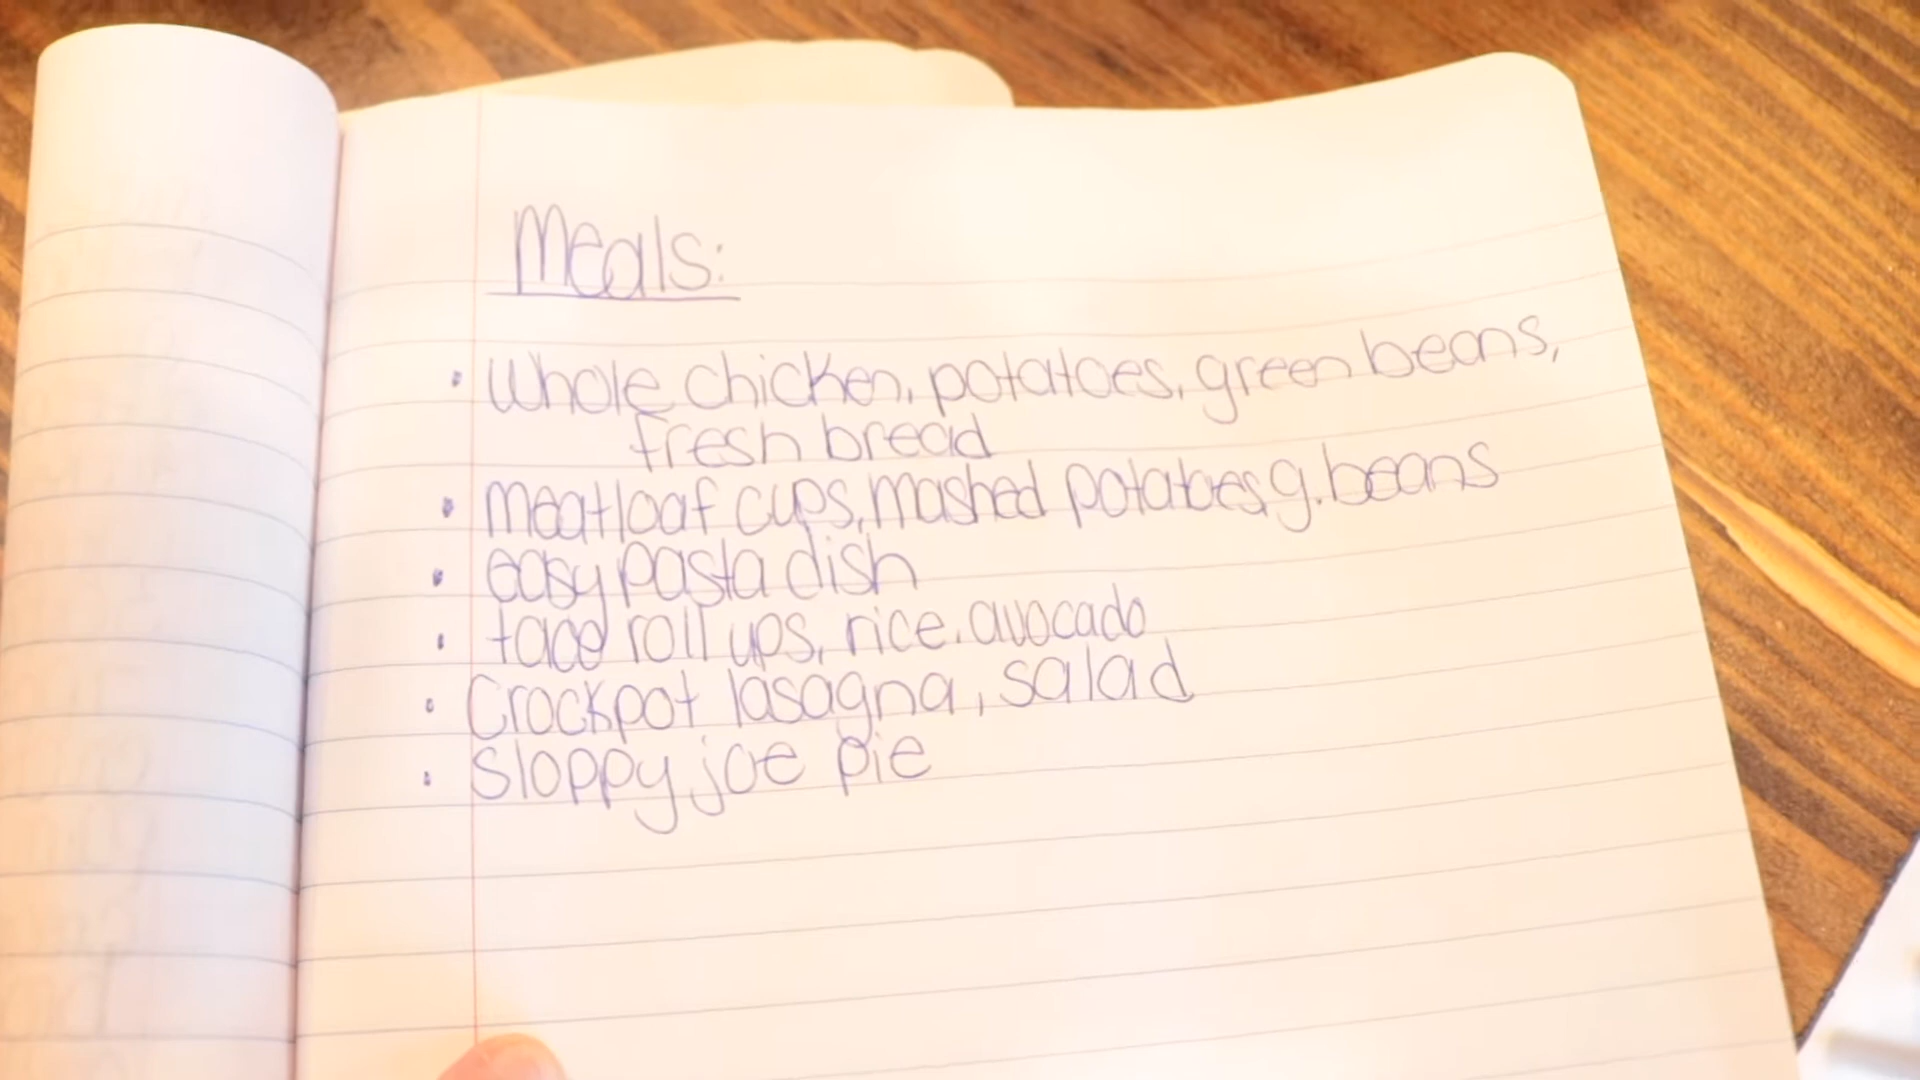 Meals:
• Whole chicken, potatoes, green beans,
fresh bread
• meatloaf cups, mashed potatoes, g. beans
• easy pasta dish
• taco roll ups, rice, avocado
• Crockpot lasagna, salad
• Sloppy joe pie